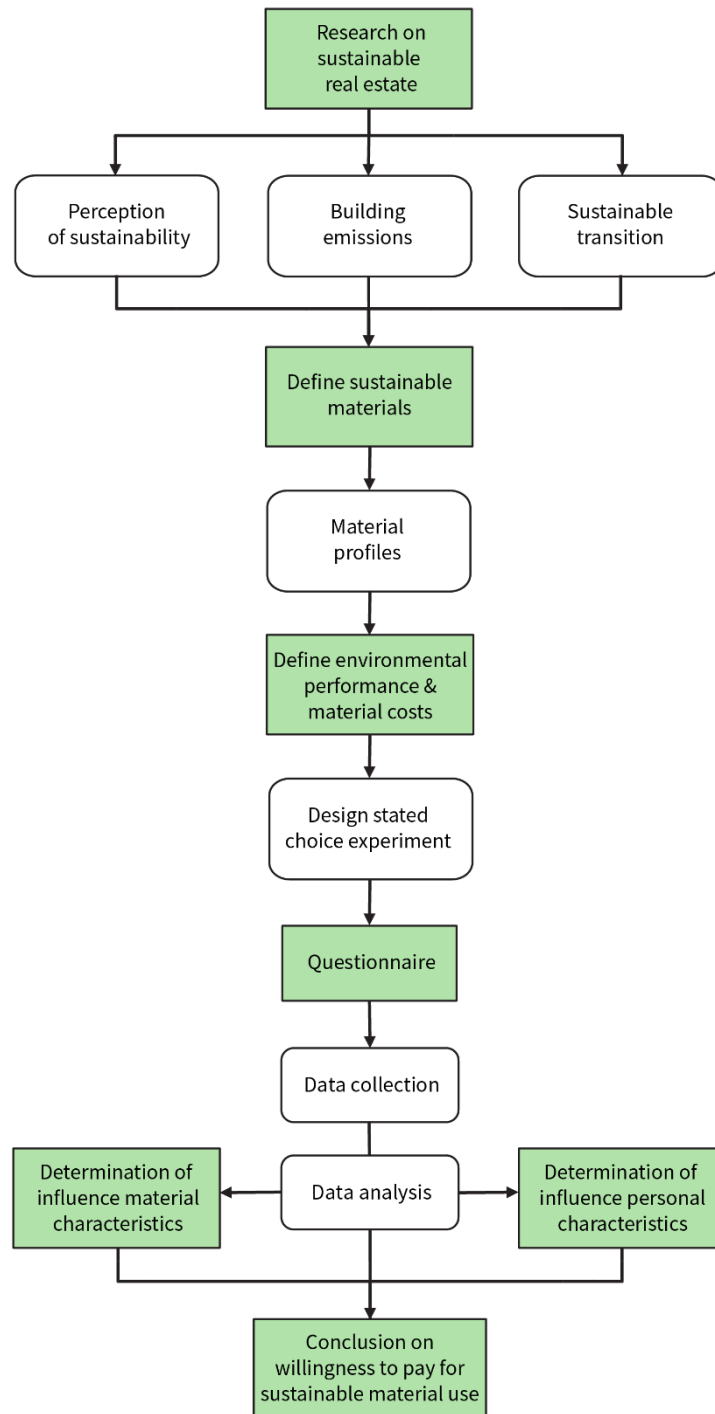 Research on
sustainable
real estate
Perception
of sustainability
Building
emissions
Sustainable
transition
Define sustainable
materials
Material
profiles
Define environmental
performance &
material costs
Design stated
choice experiment
Questionnaire
Data collection
Determination of
influence material
characteristics
Data analysis
Determination of
influence personal
characteristics
Conclusion on
willingness to pay for
sustainable material use